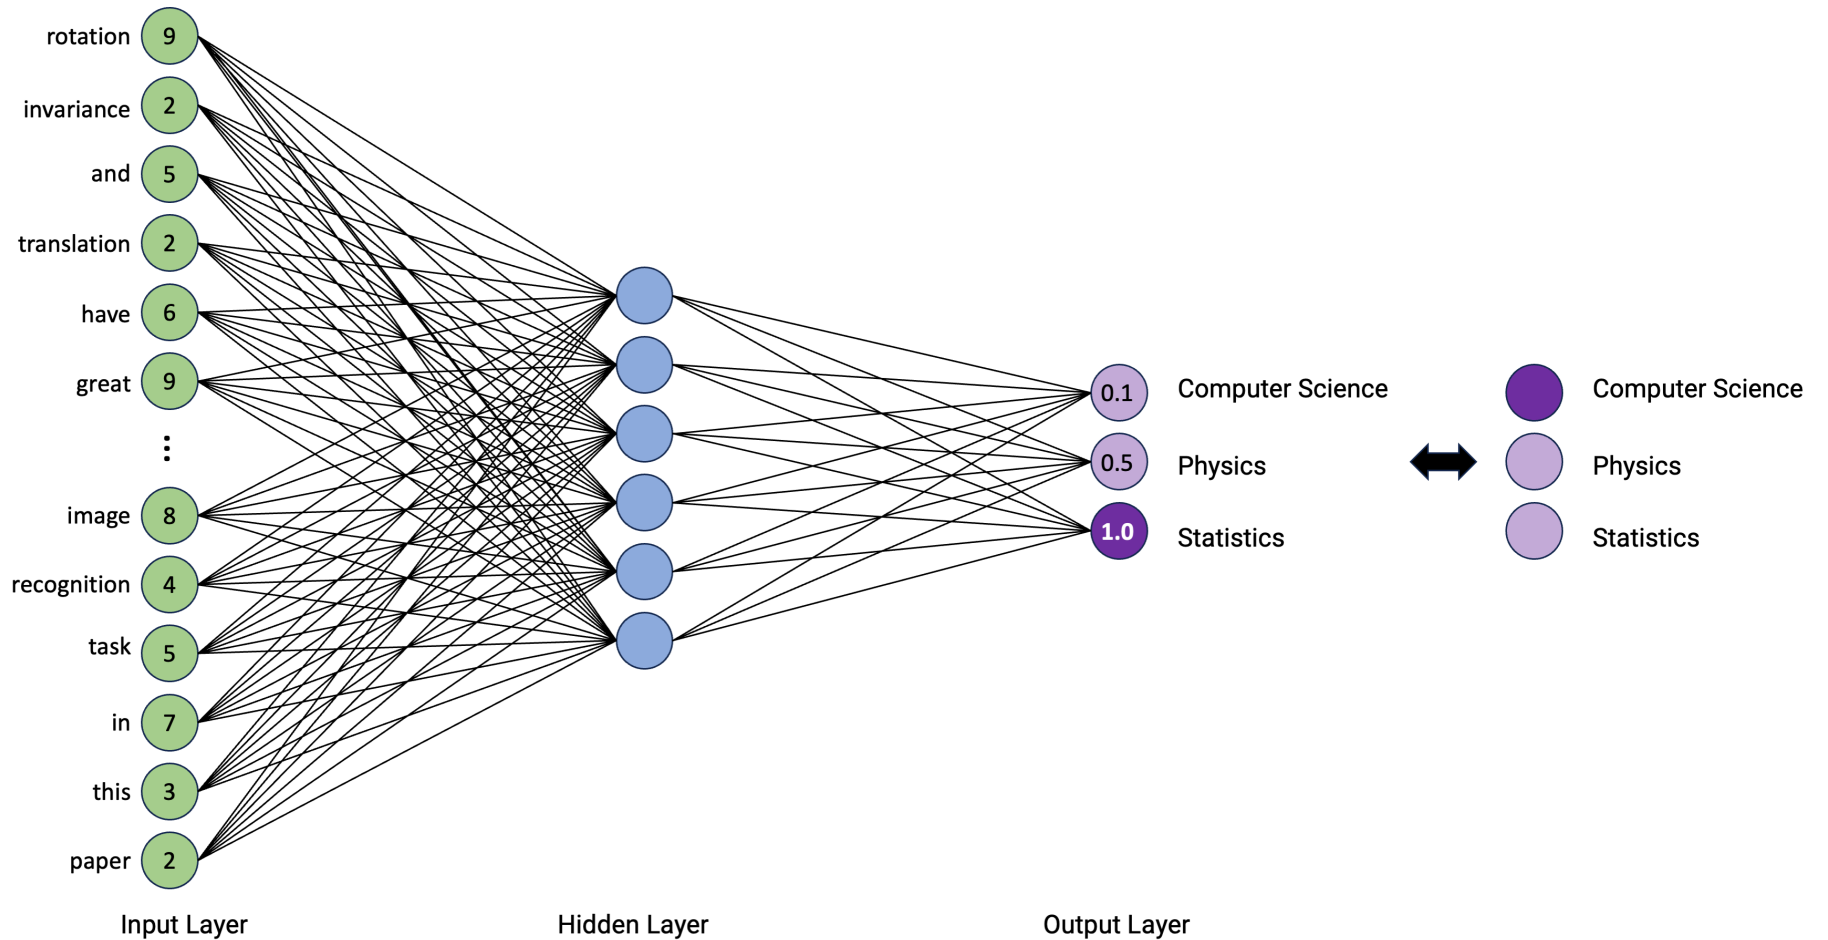 rotation 9
invariance 2
and 5
translation 2
have 6
great 9
⋮
image 8
recognition 4
task 5
in 7
this 3
paper 2
0.1 Computer Science
0.5 Physics
1.0 Statistics
Computer Science
Physics
Statistics
Input Layer
Hidden Layer
Output Layer